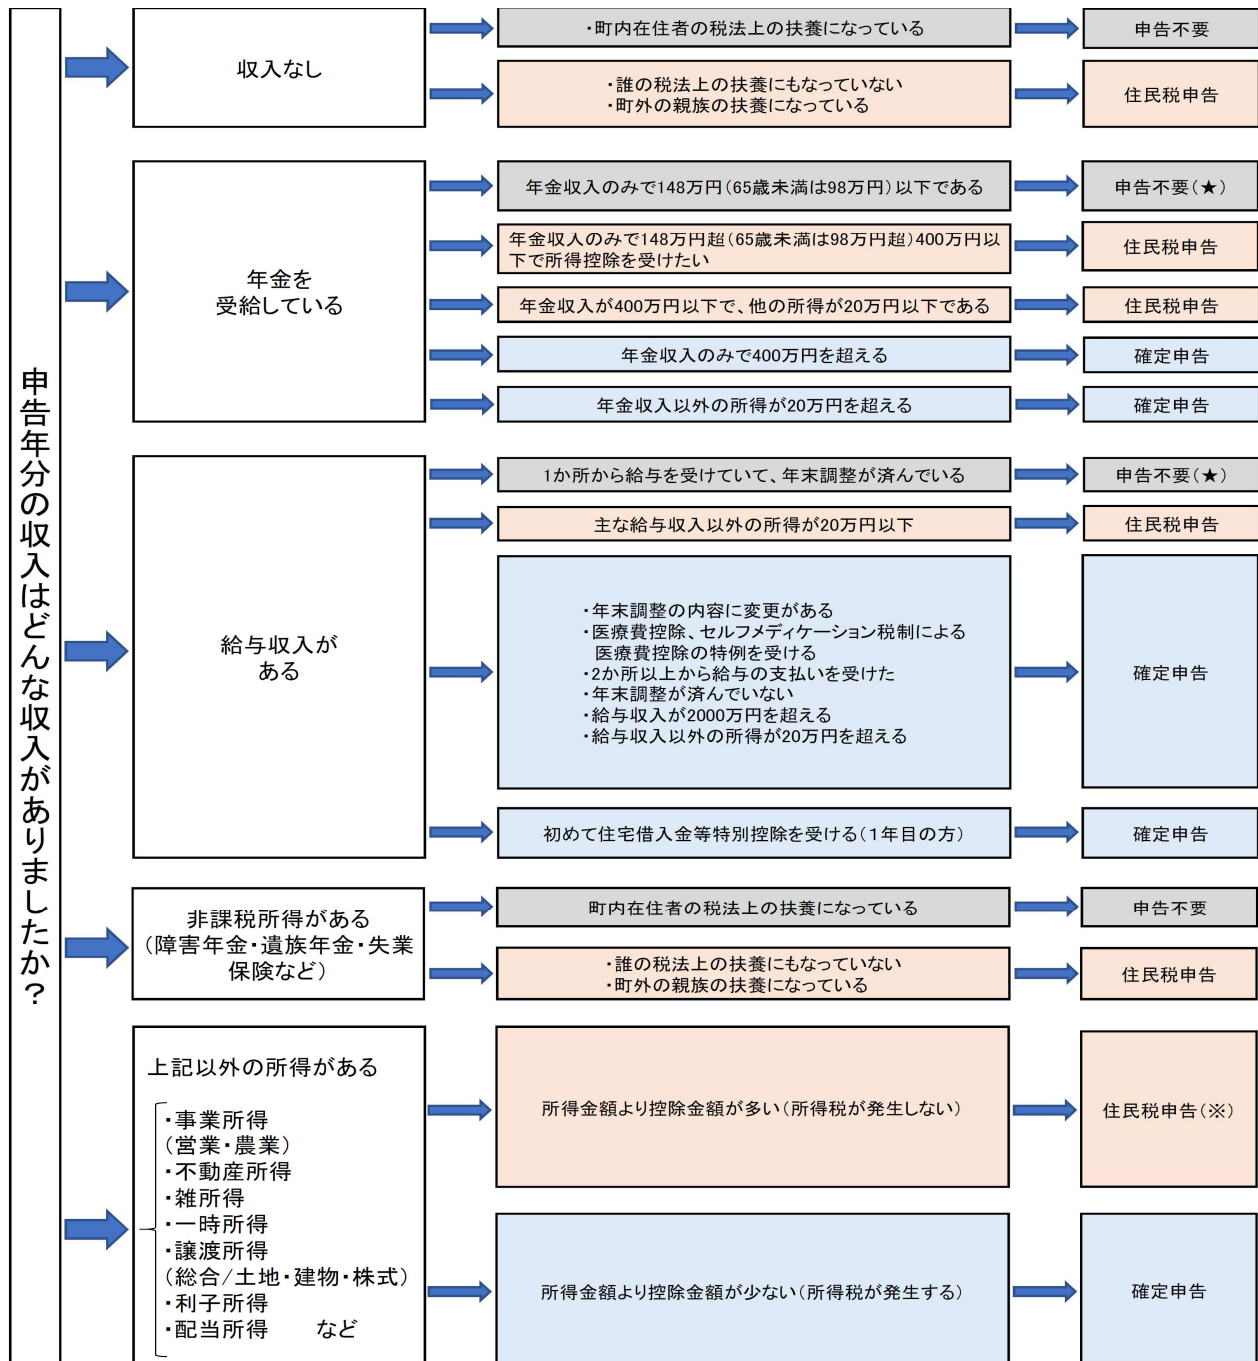 申告年分の収入はどんな収入がありましたか？
収入なし
・町内在住者の税法上の扶養になっている
申告不要
・誰の税法上の扶養にもなっていない
・町外の親族の扶養になっている
住民税申告
年金を
受給している
年金収入のみで148万円(65歳未満は98万円)以下である
申告不要(★)
年金収入のみで148万円超(65歳未満は98万円超)400万円以
下で所得控除を受けたい
住民税申告
年金収入が400万円以下で、他の所得が20万円以下である
住民税申告
年金収入のみで400万円を超える
確定申告
年金収入以外の所得が20万円を超える
確定申告
給与収入が
ある
1か所から給与を受けていて、年末調整が済んでいる
申告不要(★)
主な給与収入以外の所得が20万円以下
住民税申告
・年末調整の内容に変更がある
・医療費控除、セルフメディケーション税制による
医療費控除の特例を受ける
・2か所以上から給与の支払いを受けた
・年末調整が済んでいない
・給与収入が2000万円を超える
・給与収入以外の所得が20万円を超える
確定申告
初めて住宅借入金等特別控除を受ける(1年目の方)
確定申告
非課税所得がある
(障害年金・遺族年金・失業
保険など)
町内在住者の税法上の扶養になっている
申告不要
・誰の税法上の扶養にもなっていない
・町外の親族の扶養になっている
住民税申告
上記以外の所得がある
・事業所得
(営業・農業)
・不動産所得
・雑所得
・一時所得
・譲渡所得
(総合/土地・建物・株式)
・利子所得
・配当所得　　など
所得金額より控除金額が多い(所得税が発生しない)
住民税申告(※)
所得金額より控除金額が少ない(所得税が発生する)
確定申告